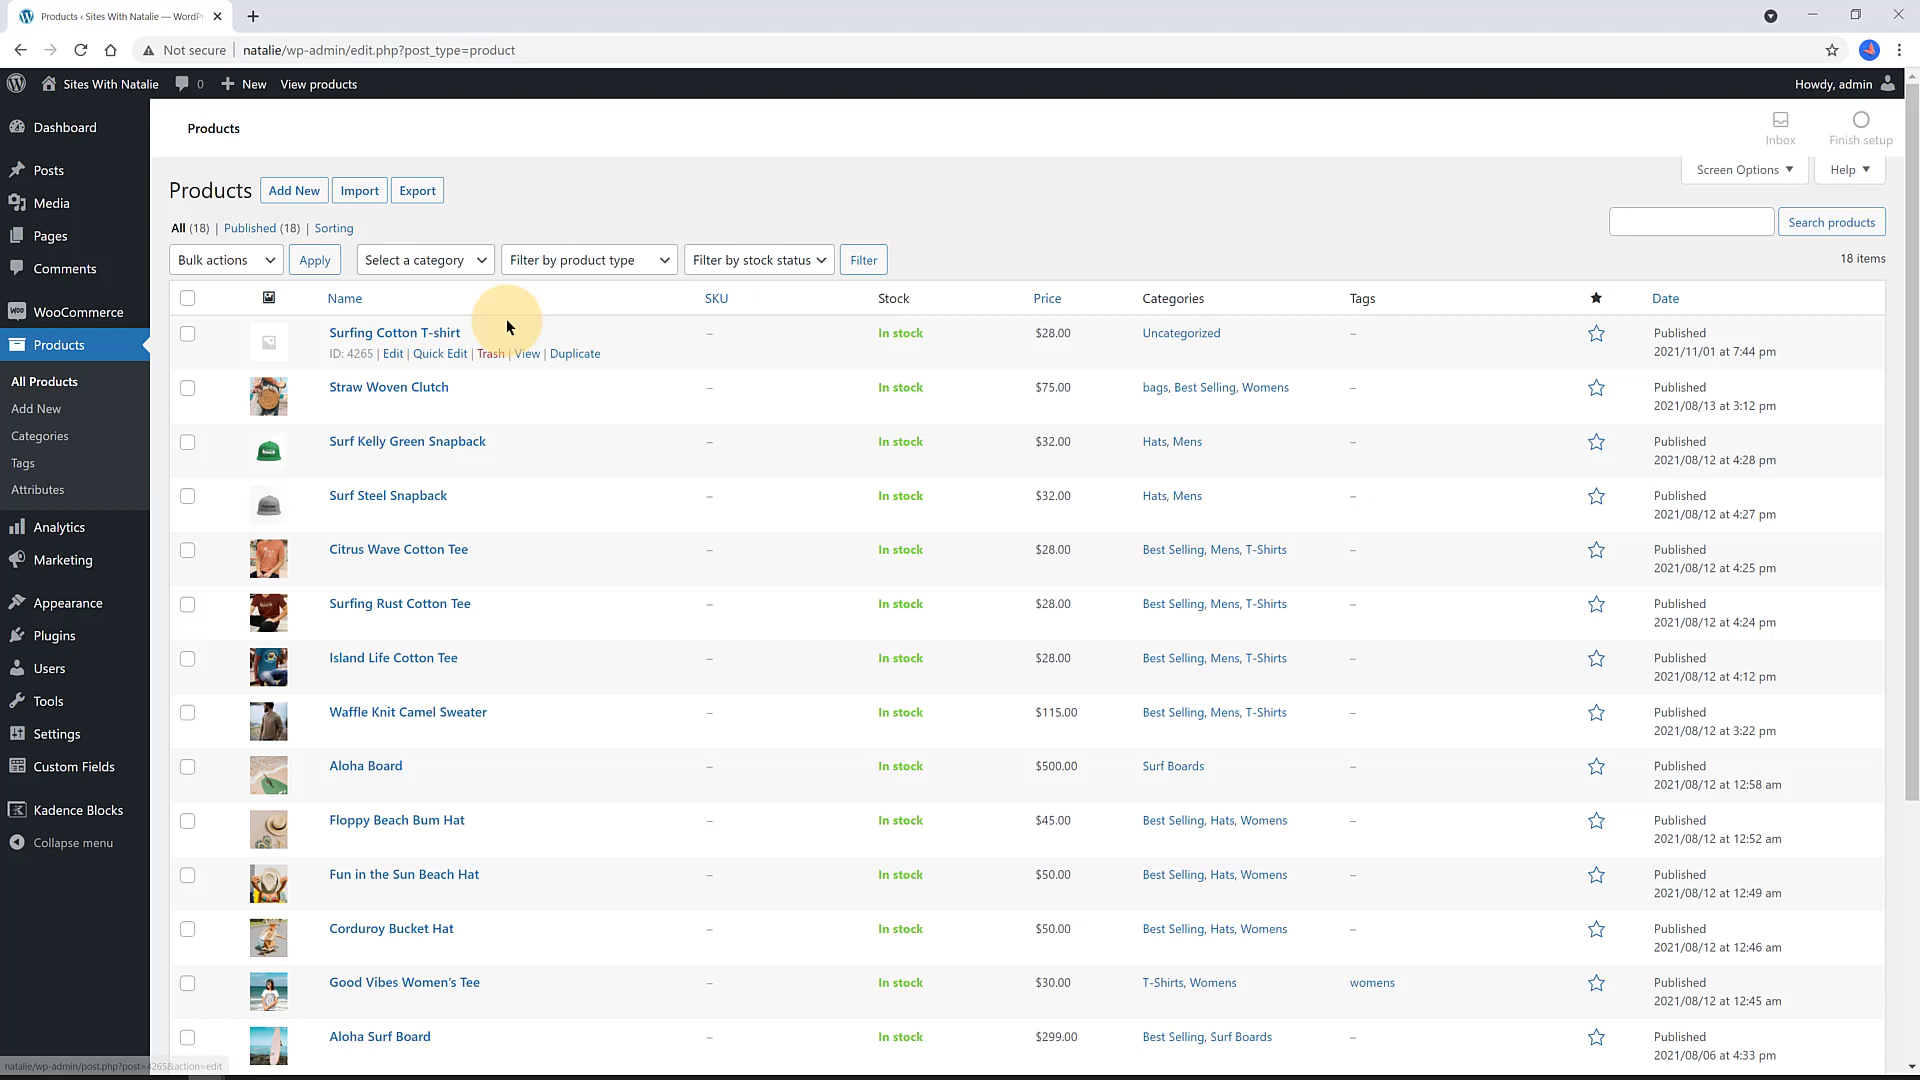 Products ‹ Sites With Natalie — WordPr
Not secure | natalie/wp-admin/edit.php?post_type=product
Sites With Natalie 0 New View products Howdy, admin
Dashboard
Posts
Media
Pages
Comments
WooCommerce
Products
All Products
Add New
Categories
Tags
Attributes
Analytics
Marketing
Appearance
Plugins
Users
Tools
Settings
Custom Fields
Kadence Blocks
Collapse menu
Products
Inbox Finish setup
Screen Options ▼ Help ▼
Products Add New Import Export
All (18) | Published (18) | Sorting
Search products
Bulk actions Apply Select a category Filter by product type Filter by stock status Filter
18 items
Name SKU Stock Price Categories Tags Date
Surfing Cotton T-shirt – In stock $28.00 Uncategorized – Published
ID: 4265 | Edit | Quick Edit | Trash | View | Duplicate 2021/11/01 at 7:44 pm
Straw Woven Clutch – In stock $75.00 bags, Best Selling, Womens – Published
2021/08/13 at 3:12 pm
Surf Kelly Green Snapback – In stock $32.00 Hats, Mens – Published
2021/08/12 at 4:28 pm
Surf Steel Snapback – In stock $32.00 Hats, Mens – Published
2021/08/12 at 4:27 pm
Citrus Wave Cotton Tee – In stock $28.00 Best Selling, Mens, T-Shirts – Published
2021/08/12 at 4:25 pm
Surfing Rust Cotton Tee – In stock $28.00 Best Selling, Mens, T-Shirts – Published
2021/08/12 at 4:24 pm
Island Life Cotton Tee – In stock $28.00 Best Selling, Mens, T-Shirts – Published
2021/08/12 at 4:12 pm
Waffle Knit Camel Sweater – In stock $115.00 Best Selling, Mens, T-Shirts – Published
2021/08/12 at 3:22 pm
Aloha Board – In stock $500.00 Surf Boards – Published
2021/08/12 at 12:58 am
Floppy Beach Bum Hat – In stock $45.00 Best Selling, Hats, Womens – Published
2021/08/12 at 12:52 am
Fun in the Sun Beach Hat – In stock $50.00 Best Selling, Hats, Womens – Published
2021/08/12 at 12:49 am
Corduroy Bucket Hat – In stock $50.00 Best Selling, Hats, Womens – Published
2021/08/12 at 12:46 am
Good Vibes Women's Tee – In stock $30.00 T-Shirts, Womens womens Published
2021/08/12 at 12:45 am
Aloha Surf Board – In stock $299.00 Best Selling, Surf Boards – Published
2021/08/06 at 4:33 pm
natalie/wp-admin/post.php?post=4265&action=edit